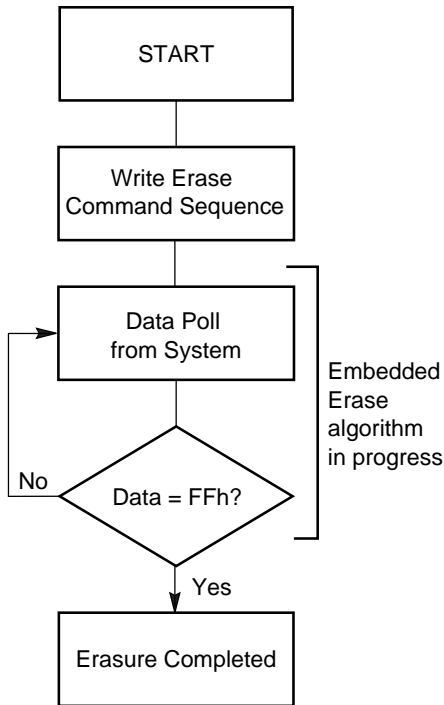 START
Write Erase
Command Sequence
Data Poll
from System
Embedded
Erase
algorithm
in progress
No
Data = FFh?
Yes
Erasure Completed